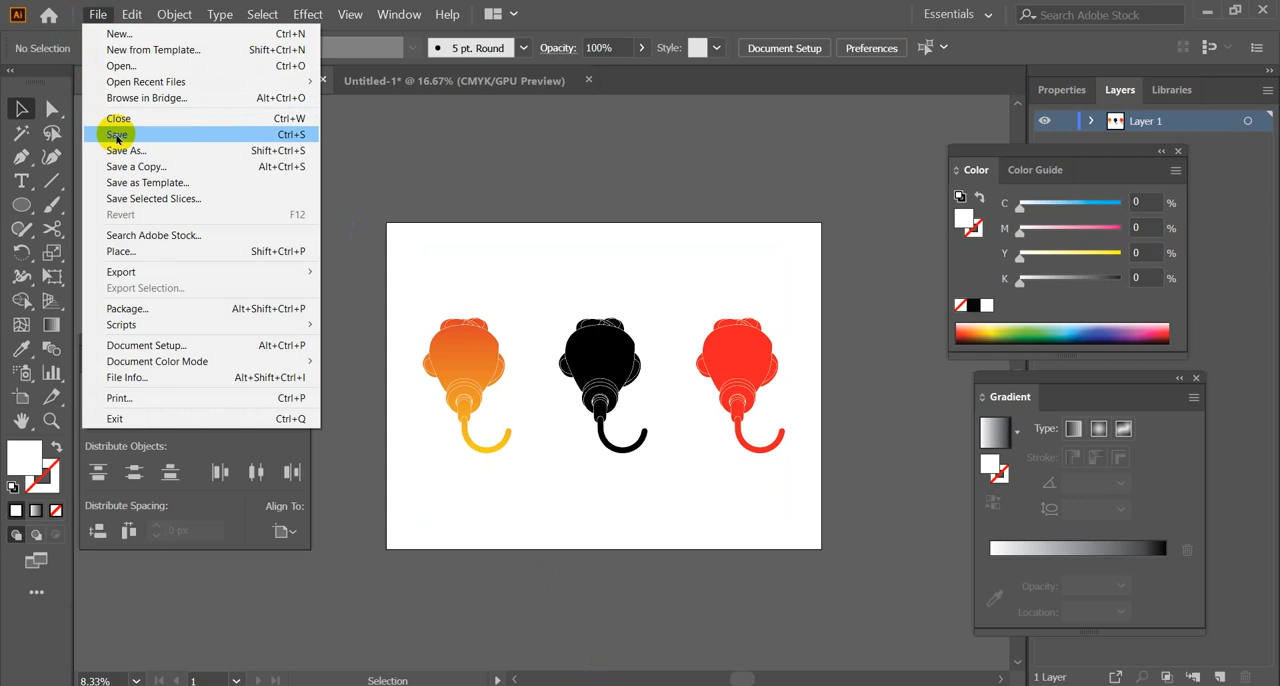 Ai File Edit Object Type Select Effect View Window Help Essentials Search Adobe Stock
No Selection 5 pt. Round Opacity: 100% Style: Document Setup Preferences
Untitled-1* @ 16.67% (CMYK/GPU Preview)
New... Ctrl+N
New from Template... Shift+Ctrl+N
Open... Ctrl+O
Open Recent Files
Browse in Bridge... Alt+Ctrl+O
Close Ctrl+W
Save Ctrl+S
Save As... Shift+Ctrl+S
Save a Copy... Alt+Ctrl+S
Save as Template...
Save Selected Slices...
Revert F12
Search Adobe Stock...
Place... Shift+Ctrl+P
Export
Export Selection...
Package... Alt+Shift+Ctrl+P
Scripts
Document Setup... Alt+Ctrl+P
Document Color Mode
File Info... Alt+Shift+Ctrl+I
Print... Ctrl+P
Exit Ctrl+Q
Distribute Objects:
Distribute Spacing: Align To:
0 px
Properties Layers Libraries
Layer 1
Color Color Guide
C 0 %
M 0 %
Y 0 %
K 0 %
Gradient
Type:
Stroke:
Opacity:
Location:
8.33% 1 Selection
1 Layer